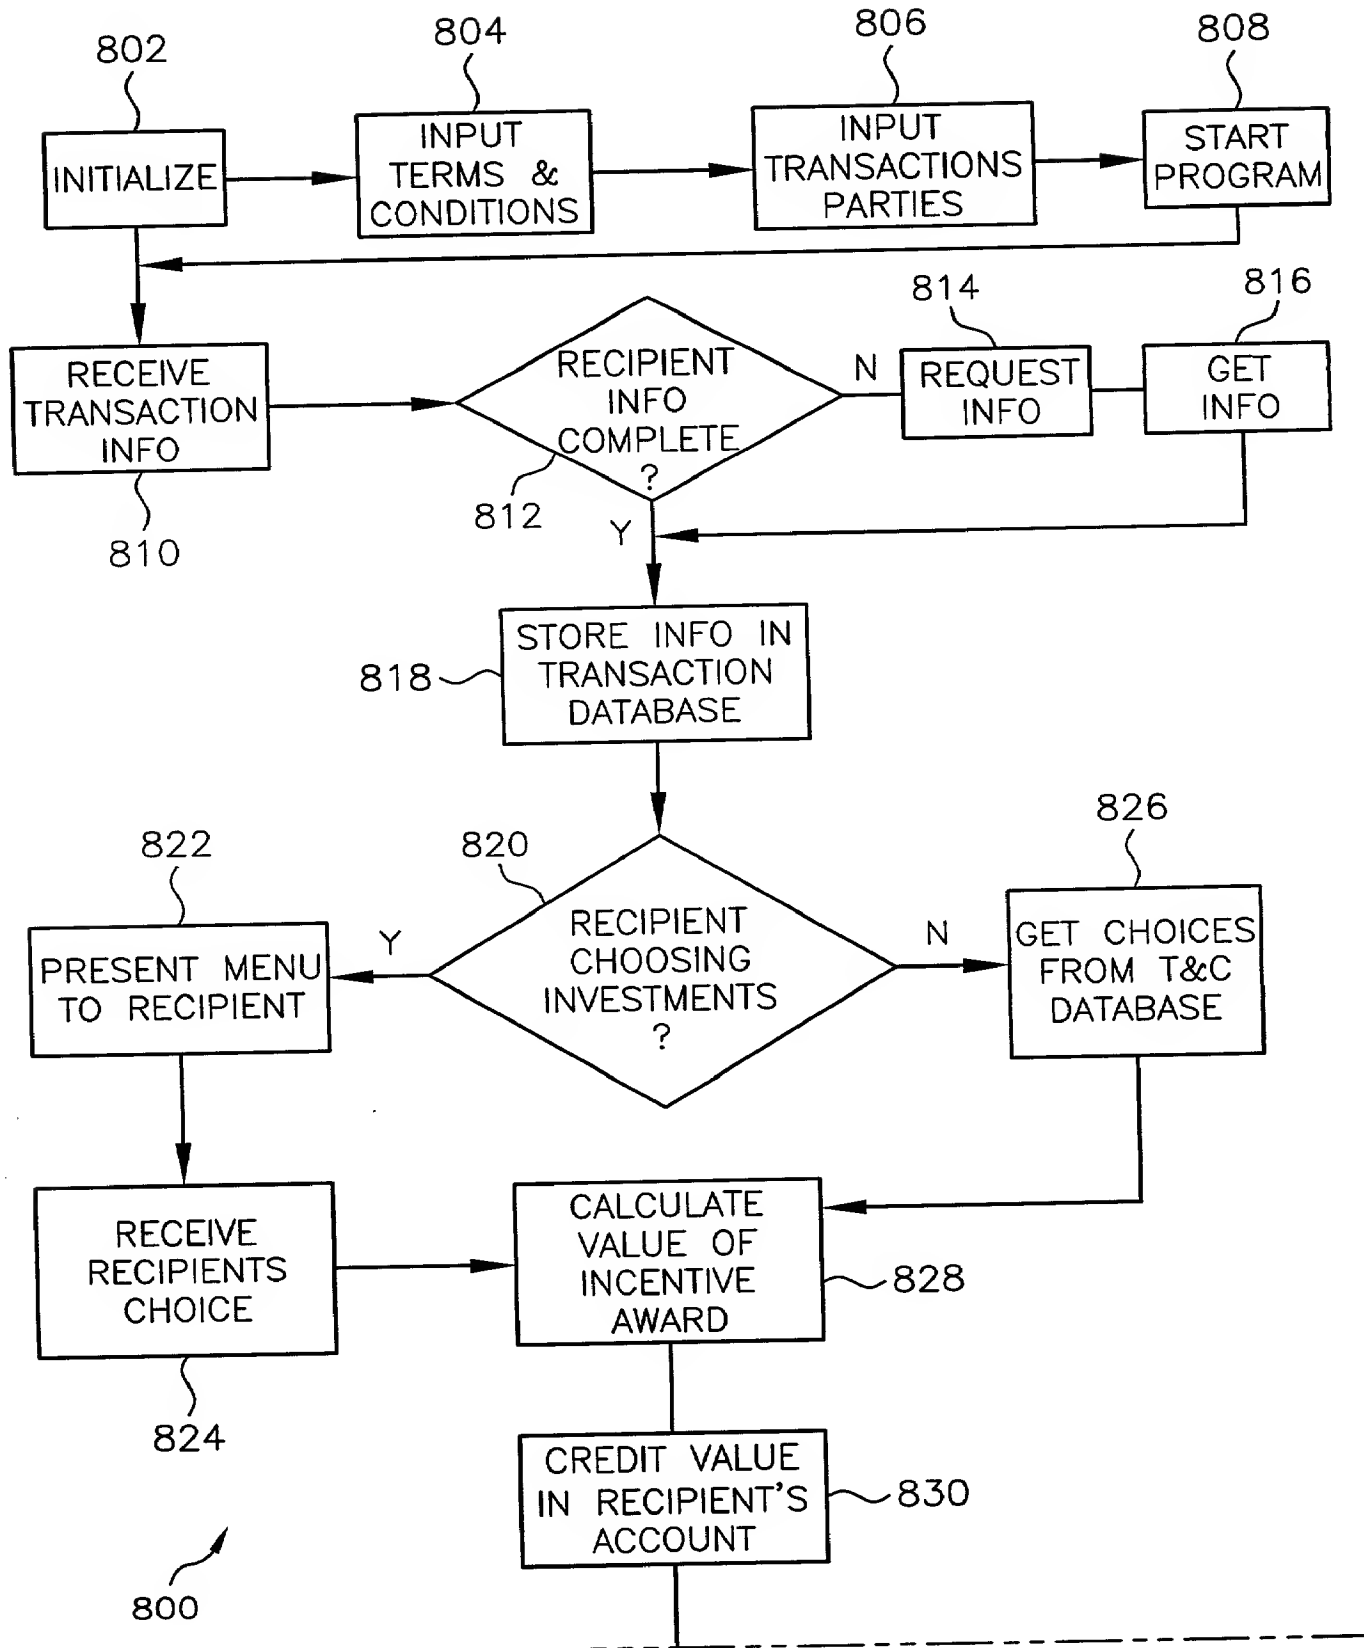 802
804
806
808
INITIALIZE
INPUT
TERMS &
CONDITIONS
INPUT
TRANSACTIONS
PARTIES
START
PROGRAM
814
816
RECEIVE
TRANSACTION
INFO
810
RECIPIENT
INFO
COMPLETE
?
812
N
Y
REQUEST
INFO
GET
INFO
STORE INFO IN
TRANSACTION
DATABASE
818
822
820
826
PRESENT MENU
TO RECIPIENT
Y
RECIPIENT
CHOOSING
INVESTMENTS
?
N
GET CHOICES
FROM T&C
DATABASE
RECEIVE
RECIPIENTS
CHOICE
824
CALCULATE
VALUE OF
INCENTIVE
AWARD
828
CREDIT VALUE
IN RECIPIENT'S
ACCOUNT
830
800